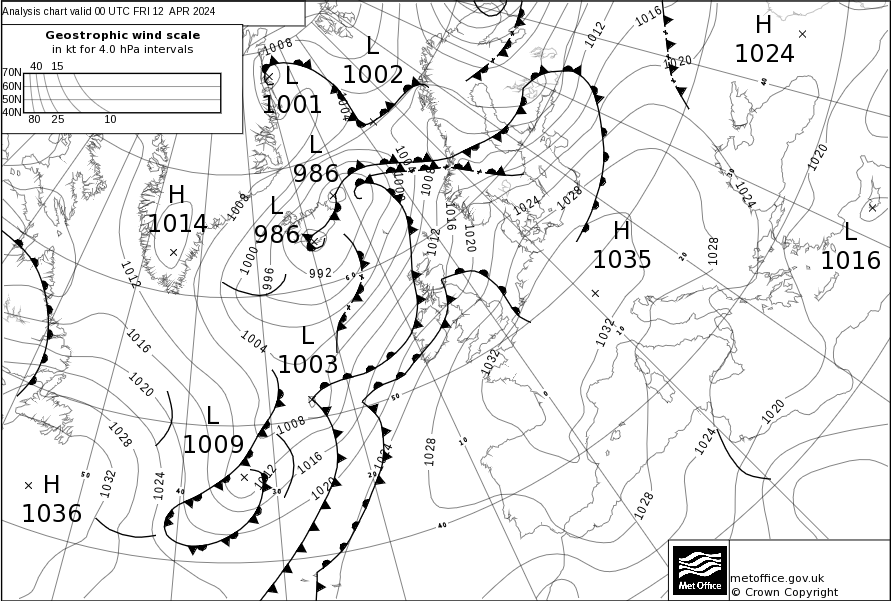 Analysis chart valid 00 UTC FRI 12 APR 2024
Geostrophic wind scale
in kt for 4.0 hPa intervals
40 15
70N
60N
50N
40N
80 25 10
1008
L
1002
L
1001
1004
1012
1016
1020
H
1024
40
L
986
1004
1000
1008
H
1014
1008
L
986
1016
1020
1012
1024
1028
30
1024
1020
H
1035
1028
20
L
1016
1012
1000
996
992
60
1016
1004
L
1003
1032
1032
10
1020
50
0
1020
L
1009
1008
1028
1024
1012
1016
1020
1024
1028
10
1024
50
1032
40
30
20
H
1036
40
1028
Met Office
metoffice.gov.uk
© Crown Copyright